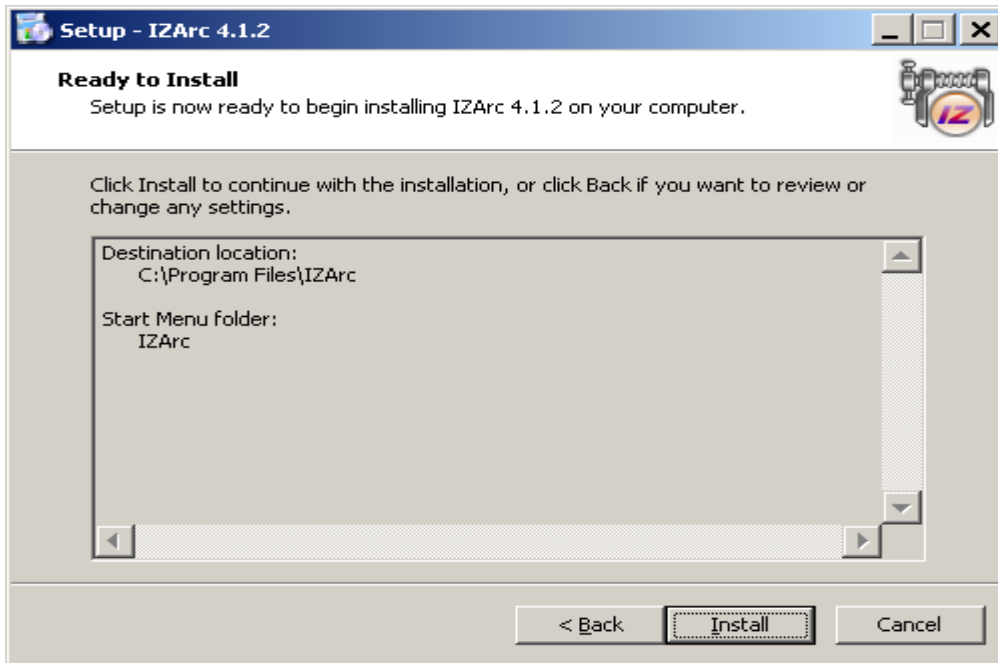 Setup - IZArc 4.1.2
Ready to Install
Setup is now ready to begin installing IZArc 4.1.2 on your computer.
IZ
Click Install to continue with the installation, or click Back if you want to review or
change any settings.
Destination location:
C:\Program Files\IZArc
Start Menu folder:
IZArc
< Back
Install
Cancel